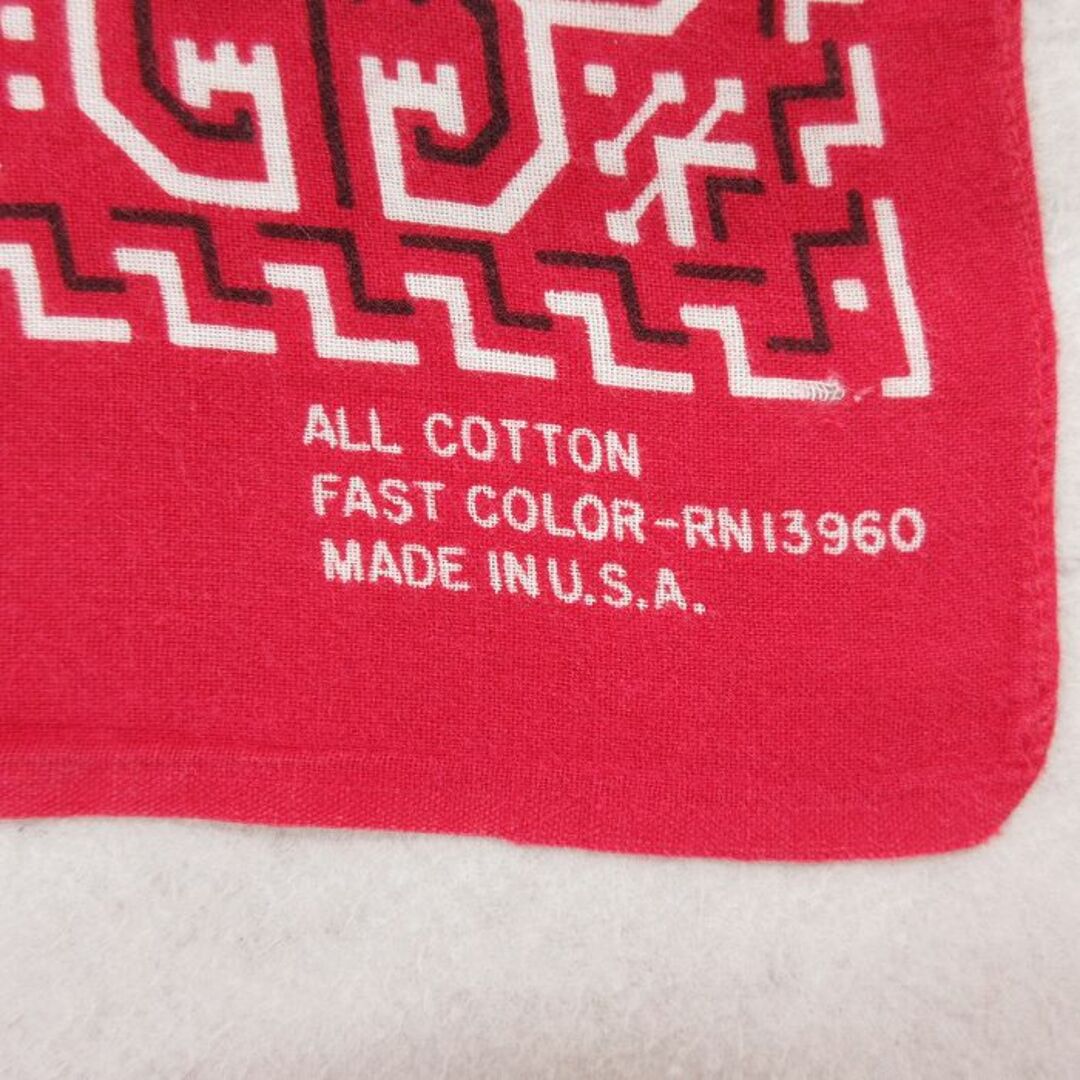 ALL COTTON
FAST COLOR-RN13960
MADE IN U.S.A.